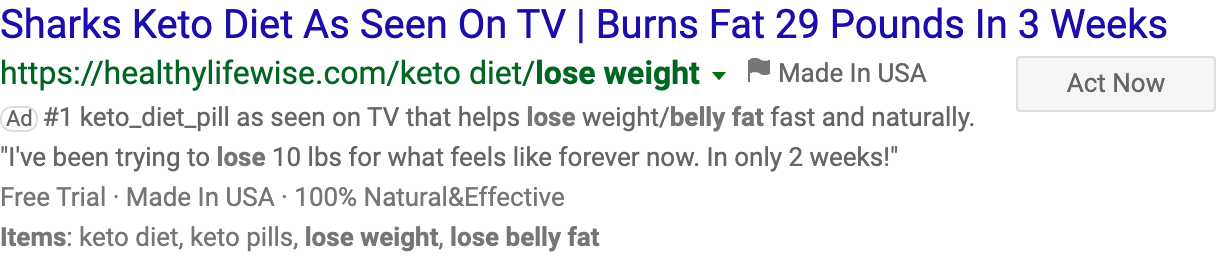 Sharks Keto Diet As Seen On TV | Burns Fat 29 Pounds In 3 Weeks
https://healthylifewise.com/keto diet/lose weight Made In USA
Act Now
Ad #1 keto_diet_pill as seen on TV that helps lose weight/belly fat fast and naturally.
"I've been trying to lose 10 lbs for what feels like forever now. In only 2 weeks!"
Free Trial · Made In USA · 100% Natural&Effective
Items: keto diet, keto pills, lose weight, lose belly fat